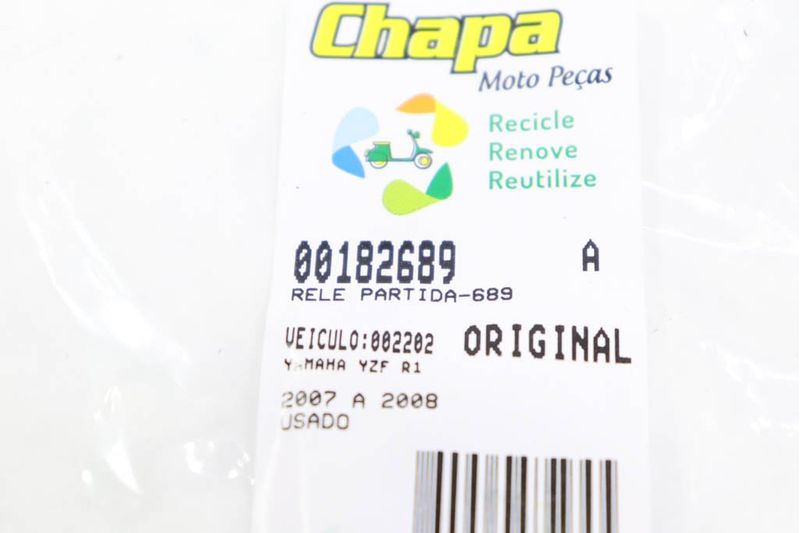 Chapa
Moto Peças
Recicle
Renove
Reutilize
00182689 A
RELE PARTIDA-689
VEICULO:002202 ORIGINAL
YAMAHA YZF R1
2007 A 2008
USADO